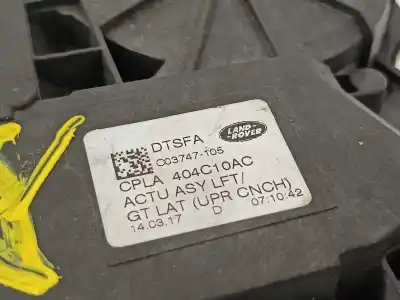 DTSFA
LAND-
ROVER
C03747-105
CPLA 404C10AC
ACTU ASY LFT/
GT LAT (UPR CNCH)
14.03.17 D 07:10:42